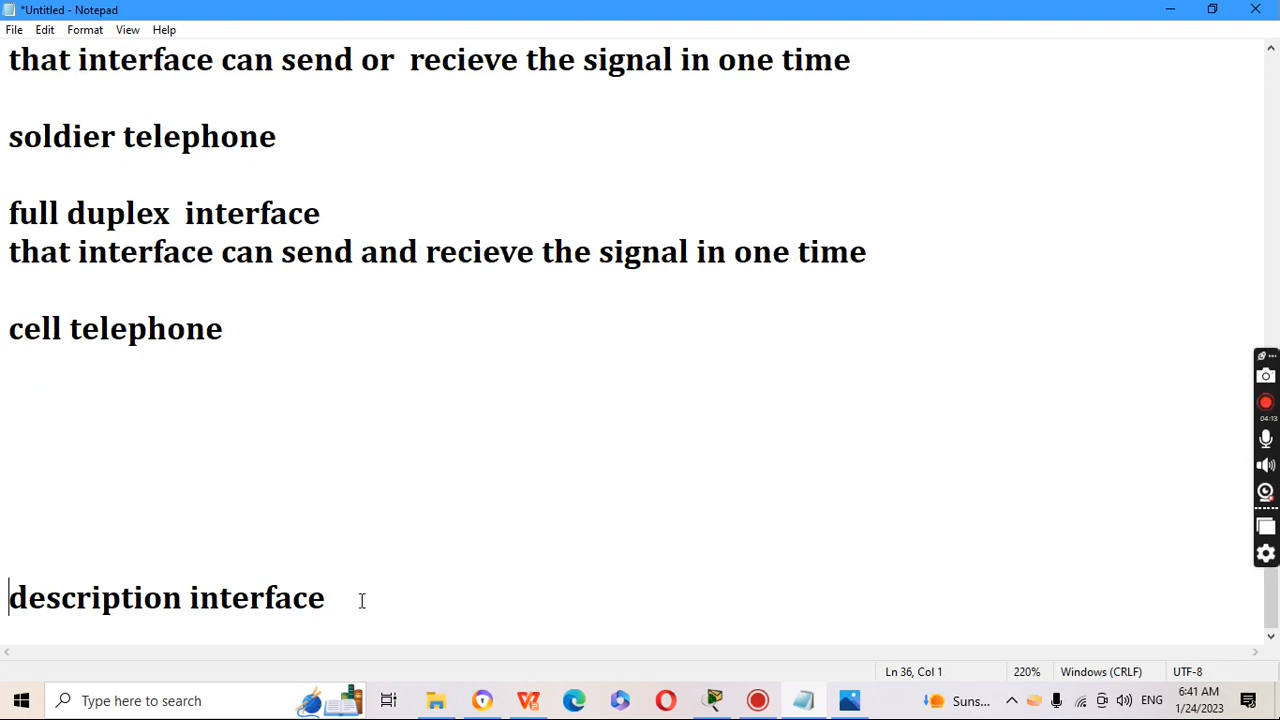 *Untitled - Notepad
File Edit Format View Help
that interface can send or  recieve the signal in one time
soldier telephone
full duplex  interface
that interface can send and recieve the signal in one time
cell telephone
04:13
description interface
Ln 36, Col 1 220% Windows (CRLF) UTF-8
Type here to search Suns... ENG 6:41 AM
1/24/2023